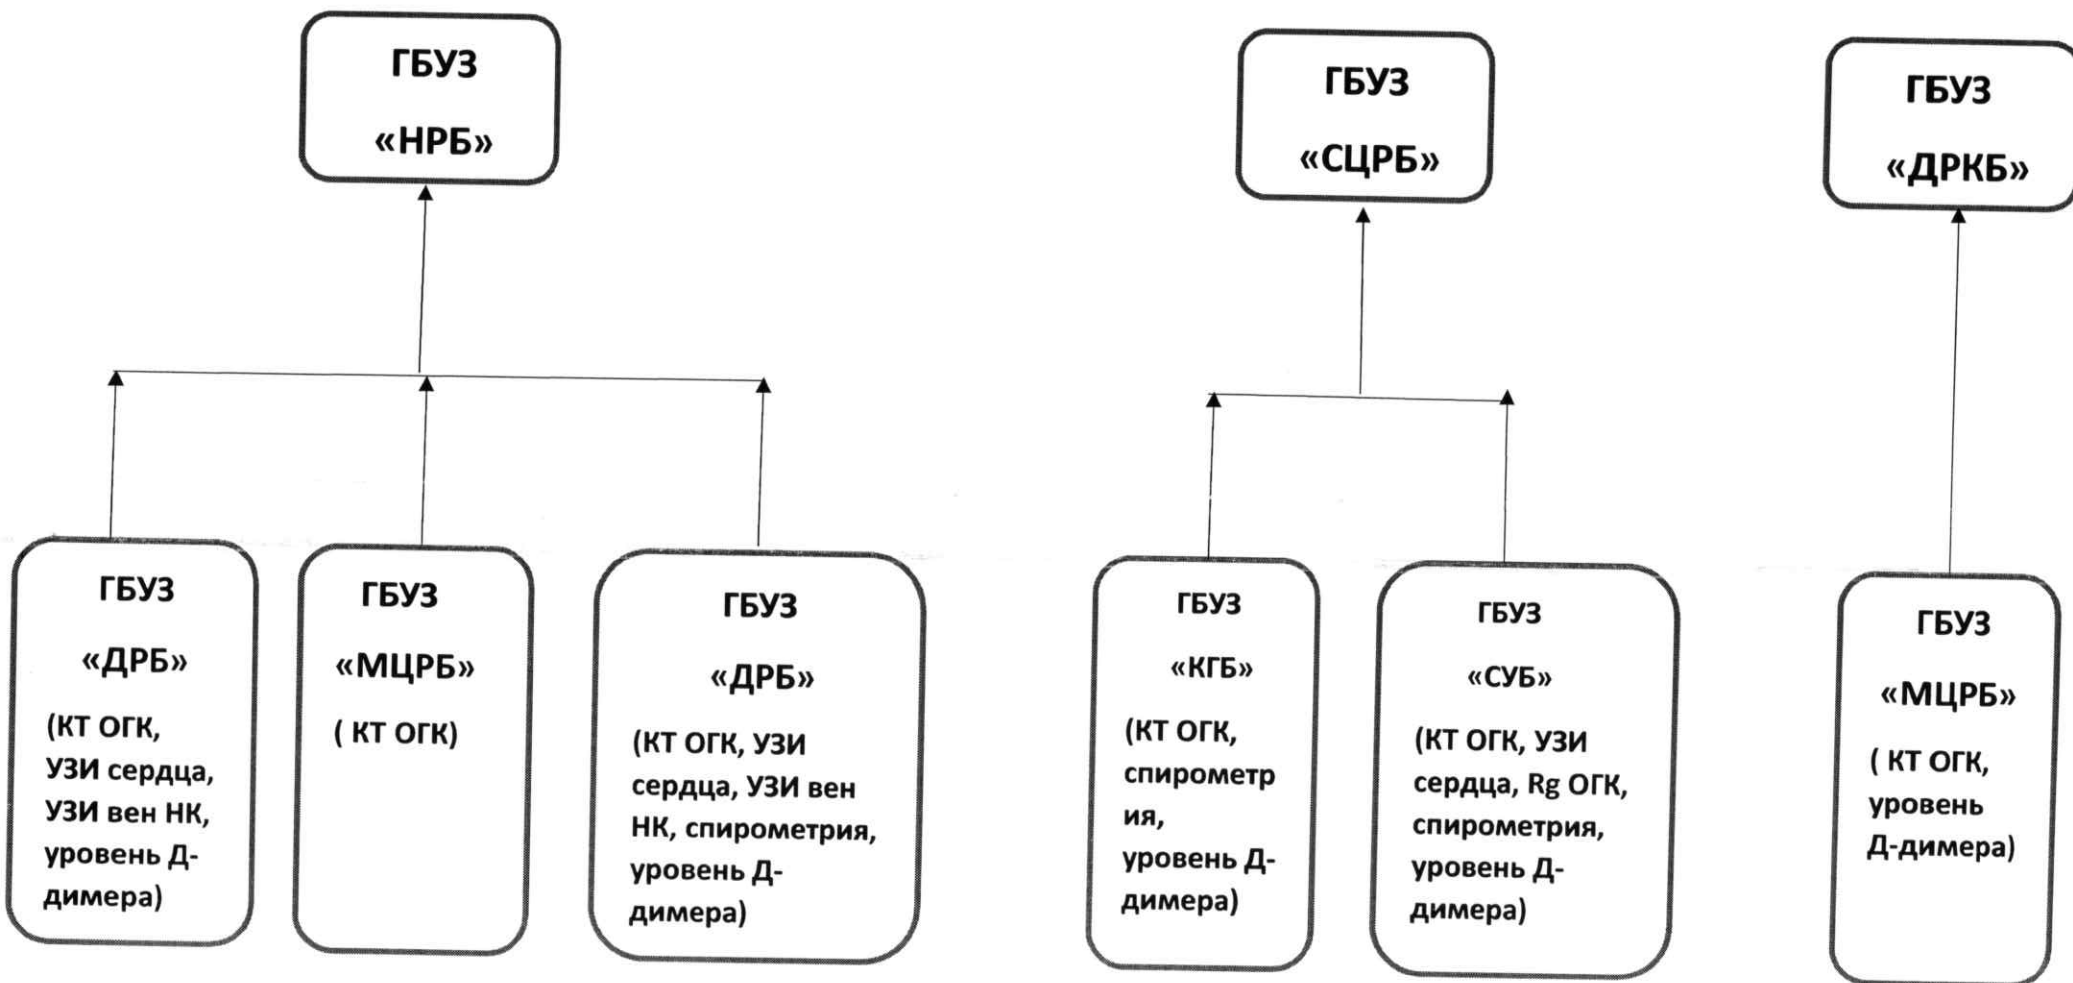 ГБУЗ
«НРБ»
ГБУЗ
«СЦРБ»
ГБУЗ
«ДРКБ»
ГБУЗ
«ДРБ»
(КТ ОГК,
УЗИ сердца,
УЗИ вен НК,
уровень Д-
димера)
ГБУЗ
«МЦРБ»
( КТ ОГК)
ГБУЗ
«ДРБ»
(КТ ОГК, УЗИ
сердца, УЗИ вен
НК, спирометрия,
уровень Д-
димера)
ГБУЗ
«КГБ»
(КТ ОГК,
спирометр
ия,
уровень Д-
димера)
ГБУЗ
«СУБ»
(КТ ОГК, УЗИ
сердца, Rg ОГК,
спирометрия,
уровень Д-
димера)
ГБУЗ
«МЦРБ»
( КТ ОГК,
уровень
Д-димера)